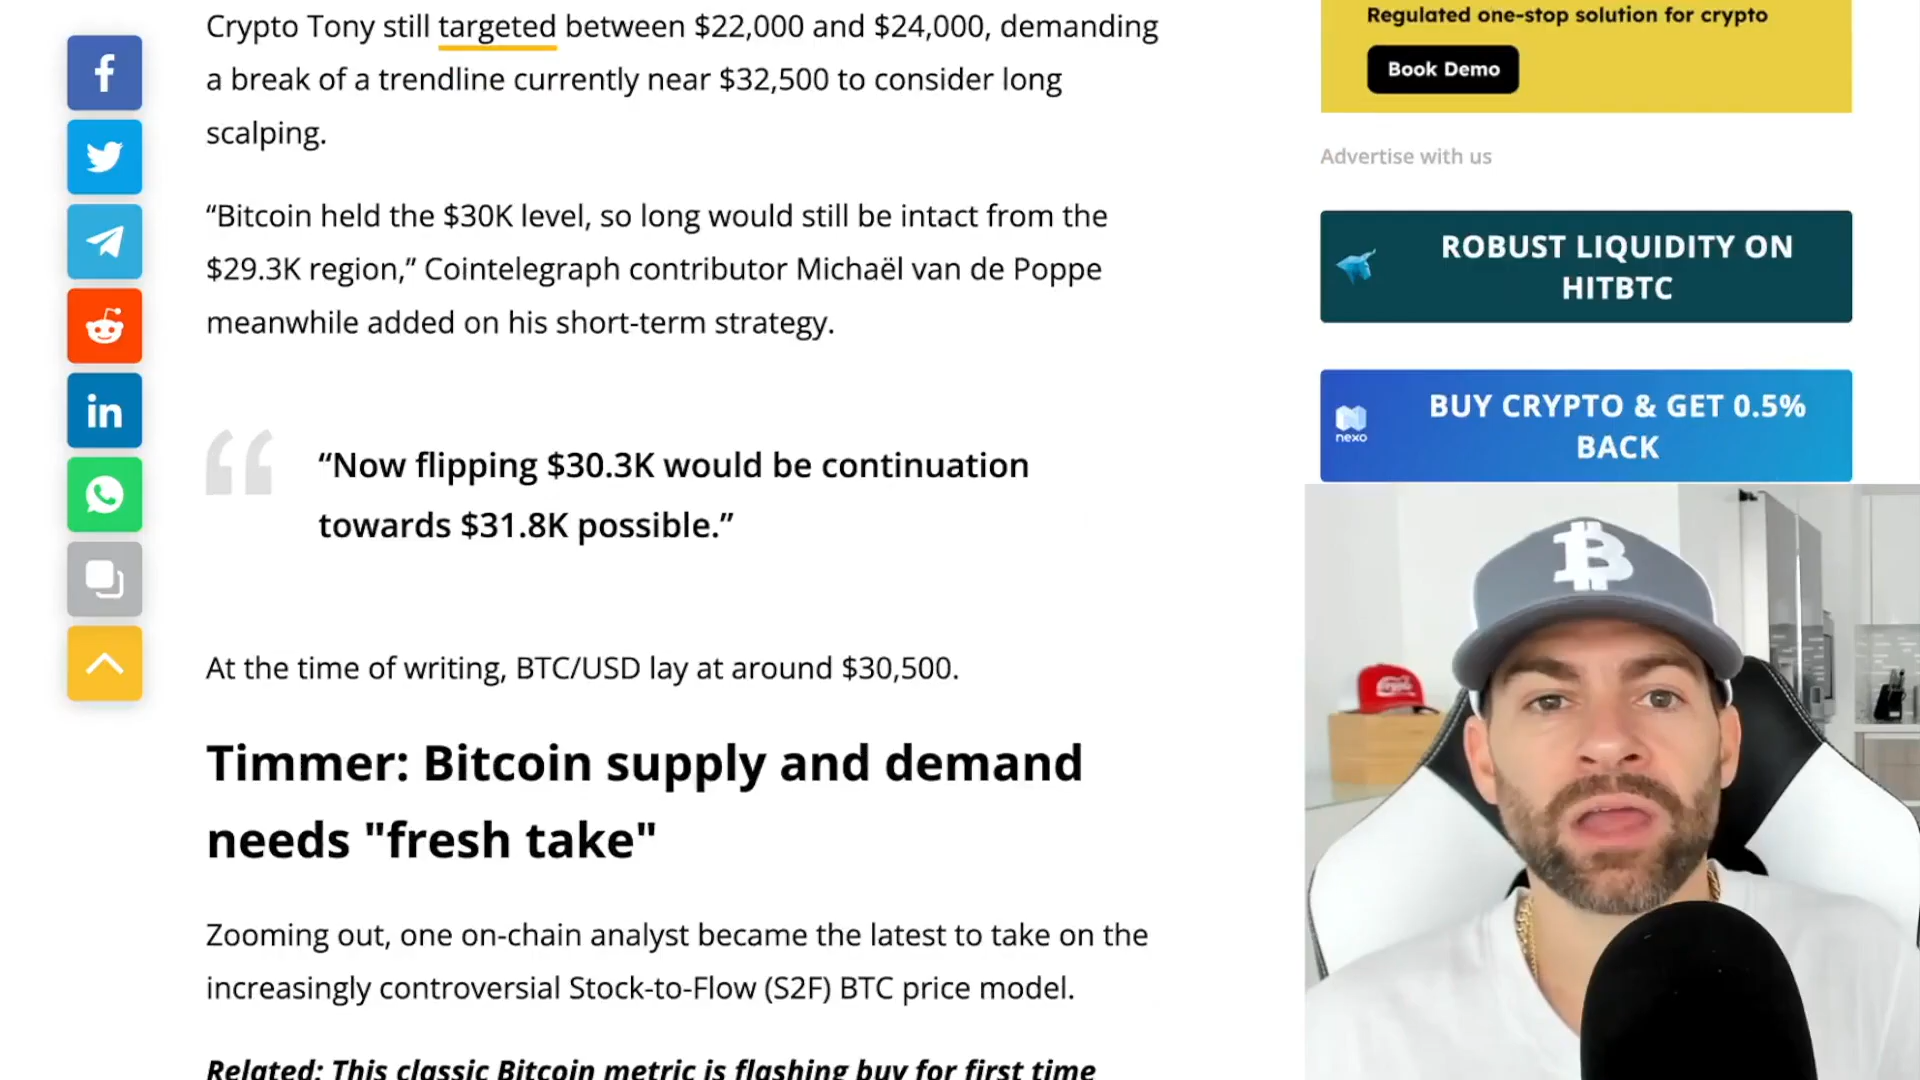 Crypto Tony still targeted between $22,000 and $24,000, demanding
a break of a trendline currently near $32,500 to consider long
scalping.
“Bitcoin held the $30K level, so long would still be intact from the
$29.3K region,” Cointelegraph contributor Michaël van de Poppe
meanwhile added on his short-term strategy.
“Now flipping $30.3K would be continuation
towards $31.8K possible.”
At the time of writing, BTC/USD lay at around $30,500.
Timmer: Bitcoin supply and demand
needs "fresh take"
Zooming out, one on-chain analyst became the latest to take on the
increasingly controversial Stock-to-Flow (S2F) BTC price model.
Related: This classic Bitcoin metric is flashing buy for first time
Regulated one-stop solution for crypto
Book Demo
Advertise with us
ROBUST LIQUIDITY ON
HITBTC
BUY CRYPTO & GET 0.5%
BACK
nexo